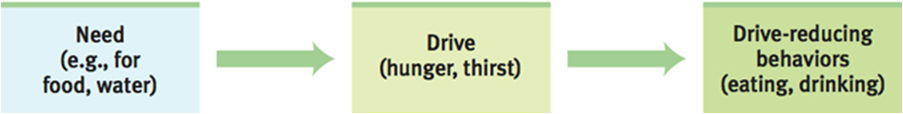 Need
(e.g., for
food, water)
Drive
(hunger, thirst)
Drive-reducing
behaviors
(eating, drinking)